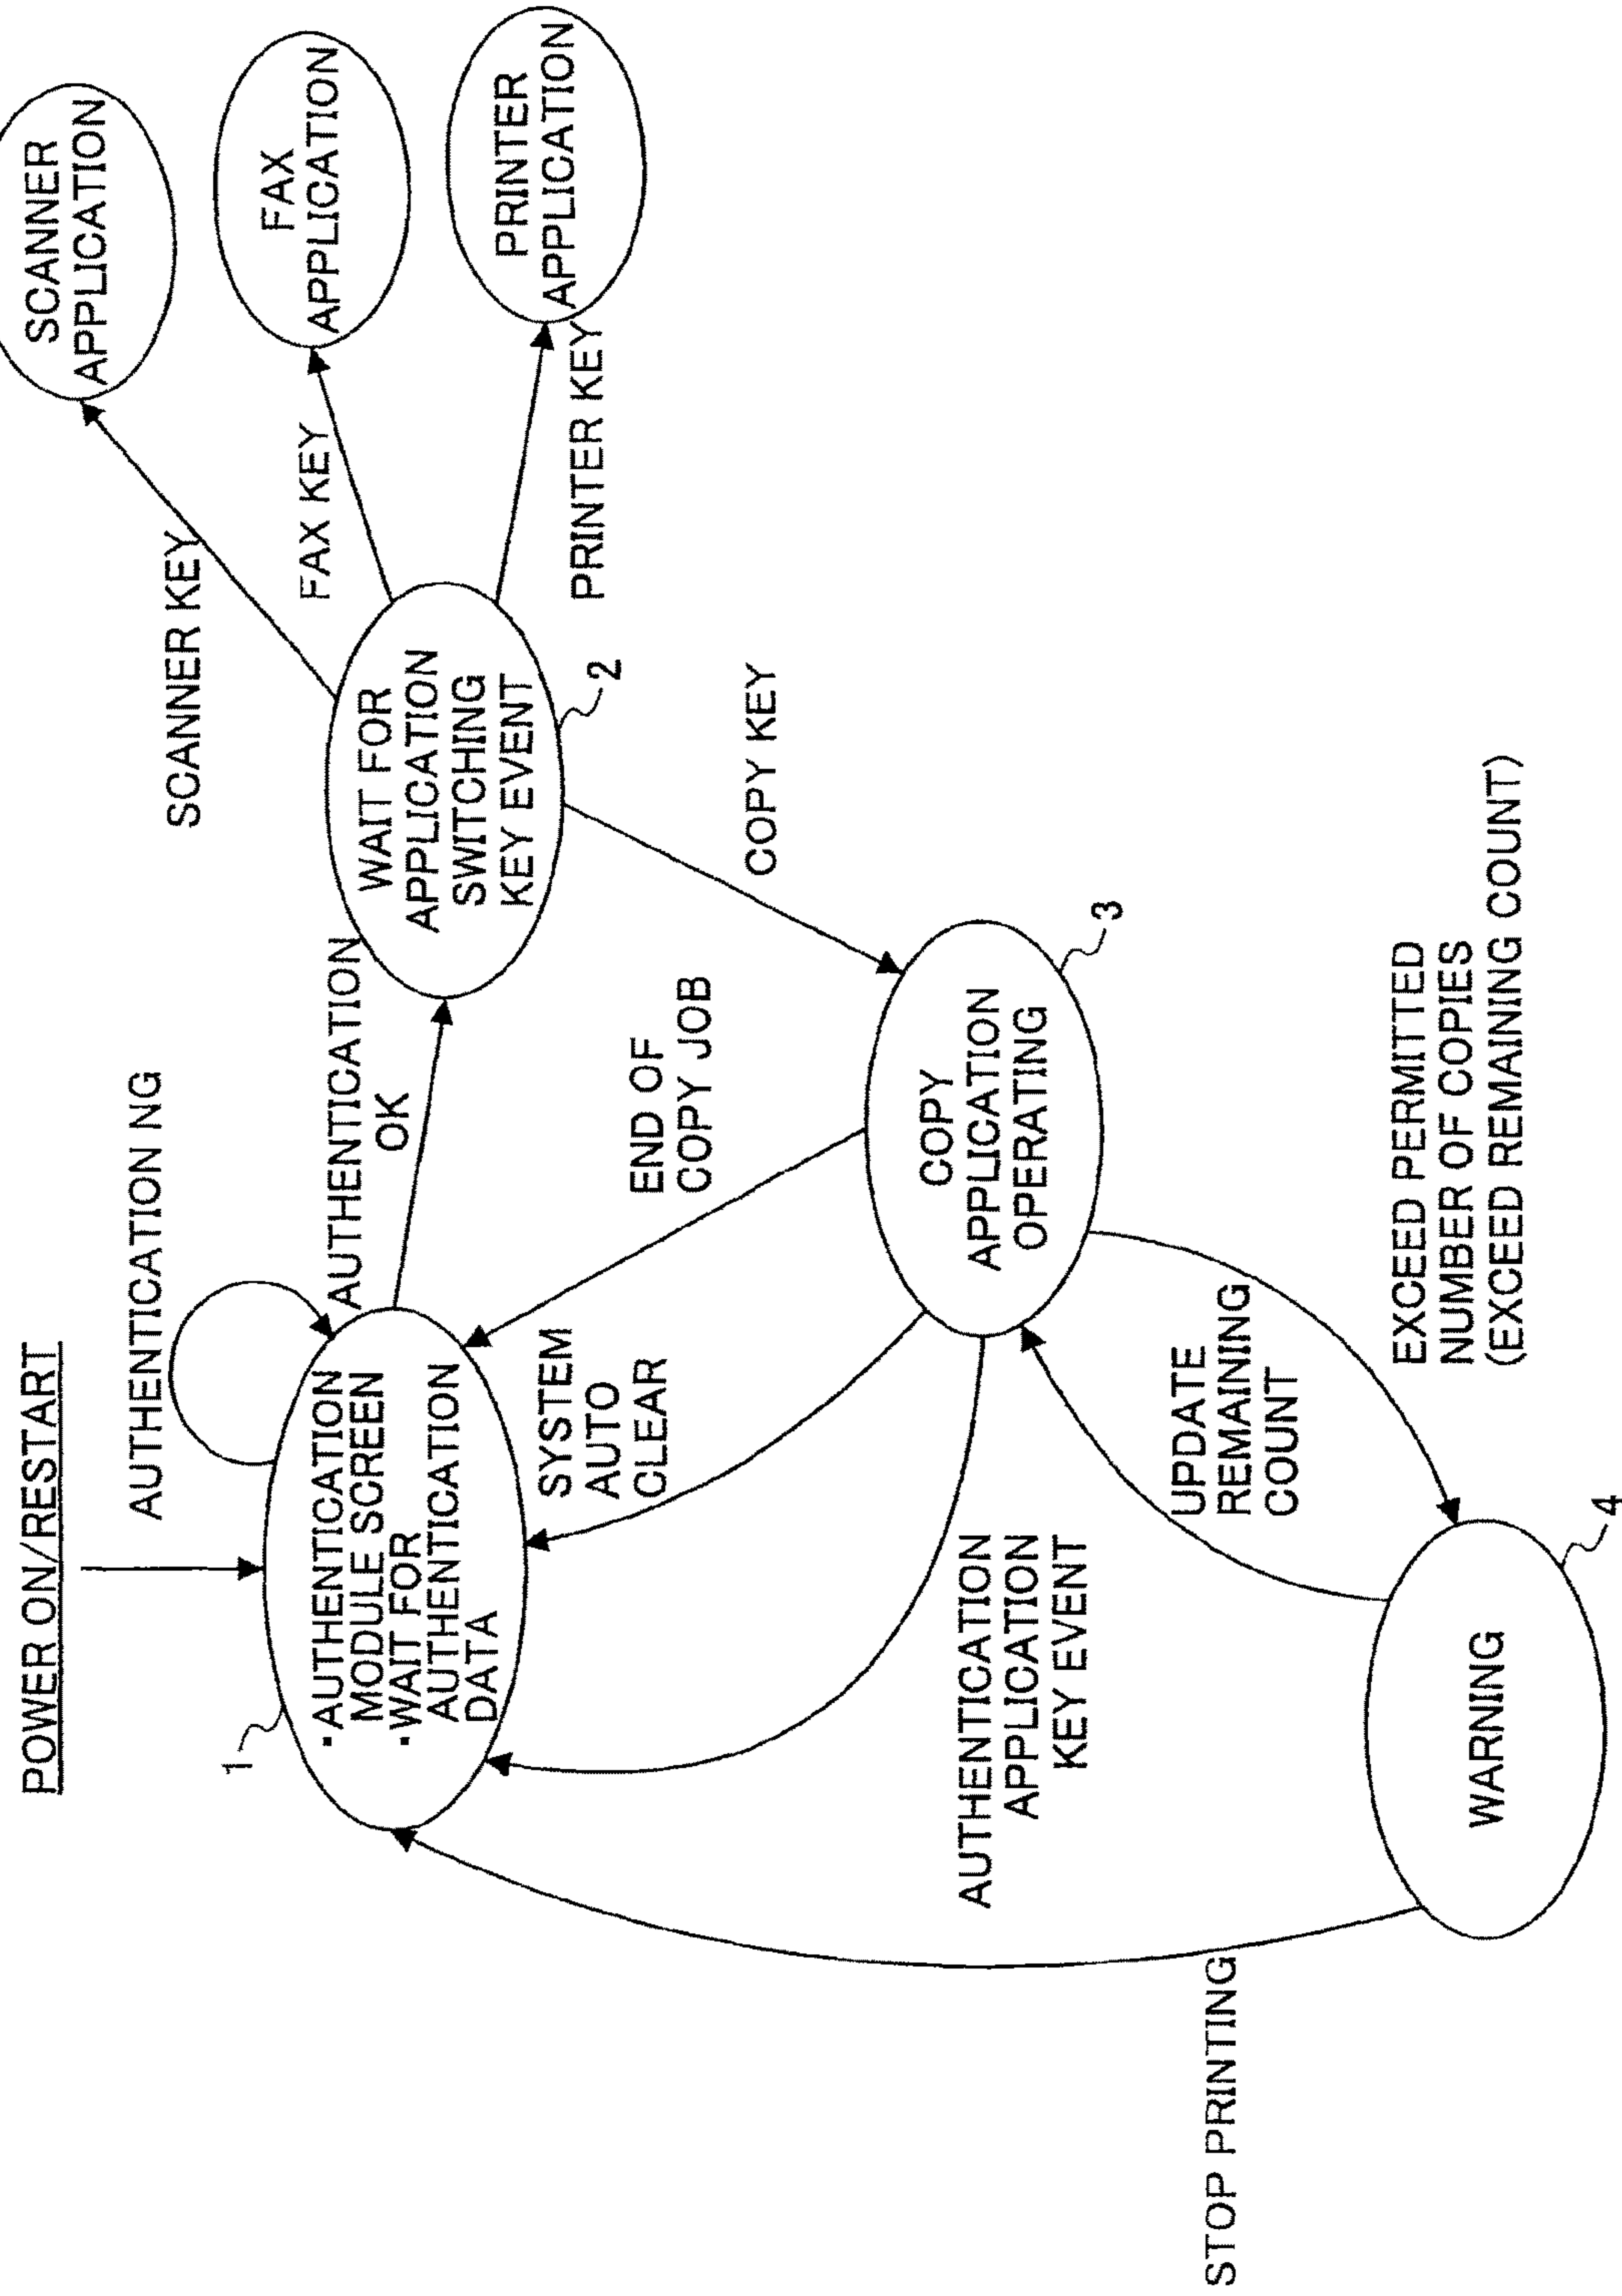 POWER ON/RESTART
AUTHENTICATION NG
1
・AUTHENTICATION
MODULE SCREEN
・WAIT FOR
AUTHENTICATION
DATA
AUTHENTICATION
OK
WAIT FOR
APPLICATION
SWITCHING
KEY EVENT
2
SCANNER KEY
SCANNER
APPLICATION
FAX KEY
FAX
APPLICATION
PRINTER KEY
PRINTER
APPLICATION
COPY KEY
END OF
COPY JOB
SYSTEM
AUTO
CLEAR
COPY
APPLICATION
OPERATING
3
AUTHENTICATION
APPLICATION
KEY EVENT
UPDATE
REMAINING
COUNT
EXCEED PERMITTED
NUMBER OF COPIES
(EXCEED REMAINING COUNT)
STOP PRINTING
WARNING
4